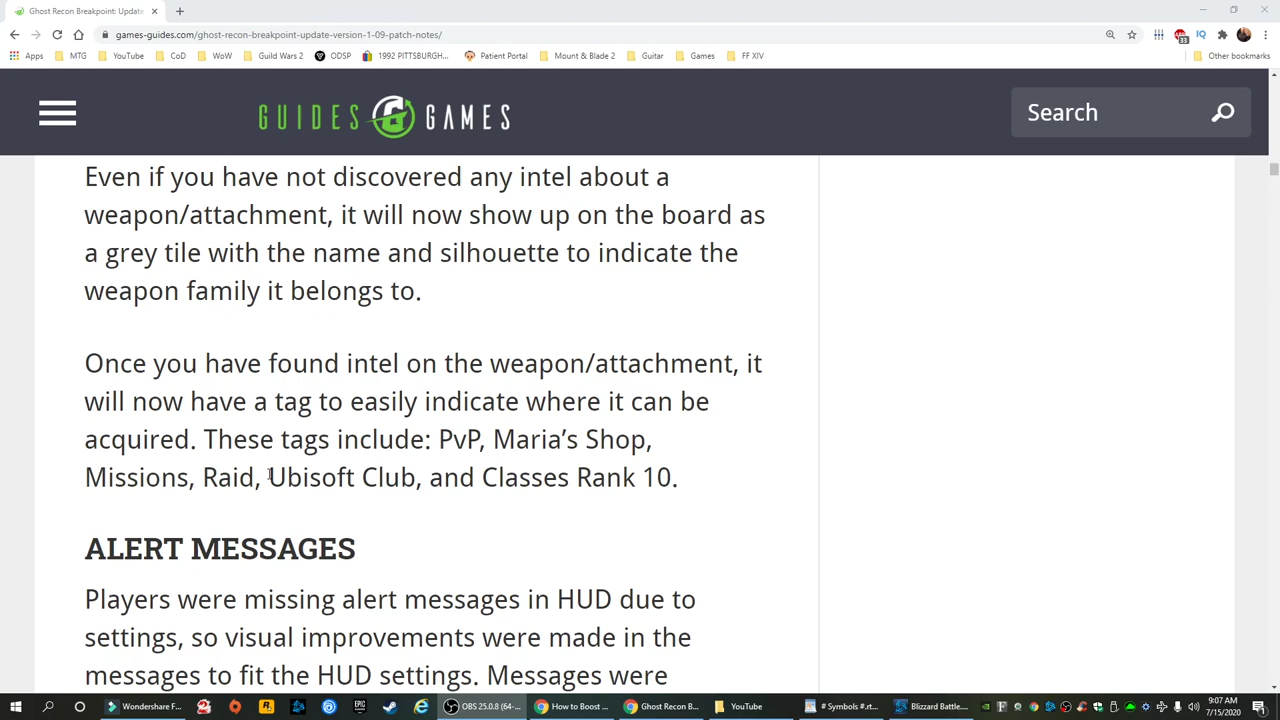 Ghost Recon Breakpoint: Update
games-guides.com/ghost-recon-breakpoint-update-version-1-09-patch-notes/
33
Apps
MTG
YouTube
CoD
WoW
Guild Wars 2
ODSP
1992 PITTSBURGH...
Patient Portal
Mount & Blade 2
Guitar
Games
FF XIV
Other bookmarks
GUIDES GAMES
Search
Even if you have not discovered any intel about a
weapon/attachment, it will now show up on the board as
a grey tile with the name and silhouette to indicate the
weapon family it belongs to.
Once you have found intel on the weapon/attachment, it
will now have a tag to easily indicate where it can be
acquired. These tags include: PvP, Maria’s Shop,
Missions, Raid, Ubisoft Club, and Classes Rank 10.
ALERT MESSAGES
Players were missing alert messages in HUD due to
settings, so visual improvements were made in the
messages to fit the HUD settings. Messages were
Wondershare F...
OBS 25.0.8 (64-...
How to Boost ...
Ghost Recon B...
YouTube
# Symbols #.rt...
Blizzard Battle...
9:07 AM
7/15/2020